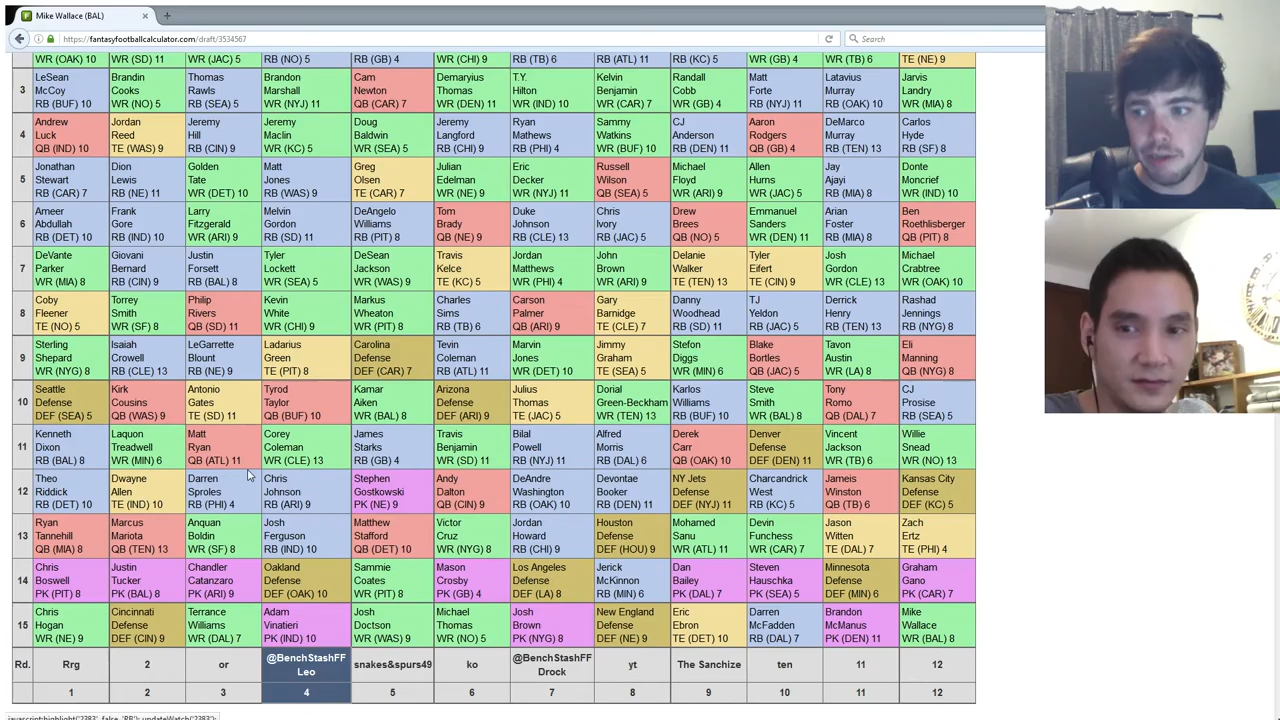 Mike Wallace (BAL)
https://fantasyfootballcalculator.com/draft/3534567
Search
WR (OAK) 10 WR (SD) 11 WR (JAC) 5 RB (NO) 5 RB (GB) 4 WR (CHI) 9 RB (TB) 6 RB (ATL) 11 RB (KC) 5 WR (GB) 4 WR (TB) 6 TE (NE) 9
LeSean Brandin Thomas Brandon Cam Demaryius T.Y. Kelvin Randall Matt Latavius Jarvis
3 McCoy Cooks Rawls Marshall Newton Thomas Hilton Benjamin Cobb Forte Murray Landry
RB (BUF) 10 WR (NO) 5 RB (SEA) 5 WR (NYJ) 11 QB (CAR) 7 WR (DEN) 11 WR (IND) 10 WR (CAR) 7 WR (GB) 4 RB (NYJ) 11 RB (OAK) 10 WR (MIA) 8
Andrew Jordan Jeremy Jeremy Doug Jeremy Ryan Sammy CJ Aaron DeMarco Carlos
4 Luck Reed Hill Maclin Baldwin Langford Mathews Watkins Anderson Rodgers Murray Hyde
QB (IND) 10 TE (WAS) 9 RB (CIN) 9 WR (KC) 5 WR (SEA) 5 RB (CHI) 9 RB (PHI) 4 WR (BUF) 10 RB (DEN) 11 QB (GB) 4 RB (TEN) 13 RB (SF) 8
Jonathan Dion Golden Matt Greg Julian Eric Russell Michael Allen Jay Donte
5 Stewart Lewis Tate Jones Olsen Edelman Decker Wilson Floyd Hurns Ajayi Moncrief
RB (CAR) 7 RB (NE) 11 WR (DET) 10 RB (WAS) 9 TE (CAR) 7 WR (NE) 9 WR (NYJ) 11 QB (SEA) 5 WR (ARI) 9 WR (JAC) 5 RB (MIA) 8 WR (IND) 10
Ameer Frank Larry Melvin DeAngelo Tom Duke Chris Drew Emmanuel Arian Ben
6 Abdullah Gore Fitzgerald Gordon Williams Brady Johnson Ivory Brees Sanders Foster Roethlisberger
RB (DET) 10 RB (IND) 10 WR (ARI) 9 RB (SD) 11 RB (PIT) 8 QB (NE) 9 RB (CLE) 13 RB (JAC) 5 QB (NO) 5 WR (DEN) 11 RB (MIA) 8 QB (PIT) 8
DeVante Giovani Justin Tyler DeSean Travis Jordan John Delanie Tyler Josh Michael
7 Parker Bernard Forsett Lockett Jackson Kelce Matthews Brown Walker Eifert Gordon Crabtree
WR (MIA) 8 RB (CIN) 9 RB (BAL) 8 WR (SEA) 5 WR (WAS) 9 TE (KC) 5 WR (PHI) 4 WR (ARI) 9 TE (TEN) 13 TE (CIN) 9 WR (CLE) 13 WR (OAK) 10
Coby Torrey Philip Kevin Markus Charles Carson Gary Danny TJ Derrick Rashad
8 Fleener Smith Rivers White Wheaton Sims Palmer Barnidge Woodhead Yeldon Henry Jennings
TE (NO) 5 WR (SF) 8 QB (SD) 11 WR (CHI) 9 WR (PIT) 8 RB (TB) 6 QB (ARI) 9 TE (CLE) 7 RB (SD) 11 RB (JAC) 5 RB (TEN) 13 RB (NYG) 8
Sterling Isaiah LeGarrette Ladarius Carolina Tevin Marvin Jimmy Stefon Blake Tavon Eli
9 Shepard Crowell Blount Green Defense Coleman Jones Graham Diggs Bortles Austin Manning
WR (NYG) 8 RB (CLE) 13 RB (NE) 9 TE (PIT) 8 DEF (CAR) 7 RB (ATL) 11 WR (DET) 10 TE (SEA) 5 WR (MIN) 6 QB (JAC) 5 WR (LA) 8 QB (NYG) 8
Seattle Kirk Antonio Tyrod Kamar Arizona Julius Dorial Karlos Steve Tony CJ
10 Defense Cousins Gates Taylor Aiken Defense Thomas Green-Beckham Williams Smith Romo Prosise
DEF (SEA) 5 QB (WAS) 9 TE (SD) 11 QB (BUF) 10 WR (BAL) 8 DEF (ARI) 9 TE (JAC) 5 WR (TEN) 13 RB (BUF) 10 WR (BAL) 8 QB (DAL) 7 RB (SEA) 5
Kenneth Laquon Matt Corey James Travis Bilal Alfred Derek Denver Vincent Willie
11 Dixon Treadwell Ryan Coleman Starks Benjamin Powell Morris Carr Defense Jackson Snead
RB (BAL) 8 WR (MIN) 6 QB (ATL) 11 WR (CLE) 13 RB (GB) 4 WR (SD) 11 RB (NYJ) 11 RB (DAL) 6 QB (OAK) 10 DEF (DEN) 11 WR (TB) 6 WR (NO) 13
Theo Dwayne Darren Chris Stephen Andy DeAndre Devontae NY Jets Charcandrick Jameis Kansas City
12 Riddick Allen Sproles Johnson Gostkowski Dalton Washington Booker Defense West Winston Defense
RB (DET) 10 TE (IND) 10 RB (PHI) 4 RB (ARI) 9 PK (NE) 9 QB (CIN) 9 RB (OAK) 10 RB (DEN) 11 DEF (NYJ) 11 RB (KC) 5 QB (TB) 6 DEF (KC) 5
Ryan Marcus Anquan Josh Matthew Victor Jordan Houston Mohamed Devin Jason Zach
13 Tannehill Mariota Boldin Ferguson Stafford Cruz Howard Defense Sanu Funchess Witten Ertz
QB (MIA) 8 QB (TEN) 13 WR (SF) 8 RB (IND) 10 QB (DET) 10 WR (NYG) 8 RB (CHI) 9 DEF (HOU) 9 WR (ATL) 11 WR (CAR) 7 TE (DAL) 7 TE (PHI) 4
Chris Justin Chandler Oakland Sammie Mason Los Angeles Jerick Dan Steven Minnesota Graham
14 Boswell Tucker Catanzaro Defense Coates Crosby Defense McKinnon Bailey Hauschka Defense Gano
PK (PIT) 8 PK (BAL) 8 PK (ARI) 9 DEF (OAK) 10 WR (PIT) 8 PK (GB) 4 DEF (LA) 8 RB (MIN) 6 PK (DAL) 7 PK (SEA) 5 DEF (MIN) 6 PK (CAR) 7
Chris Cincinnati Terrance Adam Josh Michael Josh New England Eric Darren Brandon Mike
15 Hogan Defense Williams Vinatieri Doctson Thomas Brown Defense Ebron McFadden McManus Wallace
WR (NE) 9 DEF (CIN) 9 WR (DAL) 7 PK (IND) 10 WR (WAS) 9 WR (NO) 5 PK (NYG) 8 DEF (NE) 9 TE (DET) 10 RB (DAL) 7 PK (DEN) 11 WR (BAL) 8
Rd. Rrg 2 or @BenchStashFF Leo snakes&spurs49 ko @BenchStashFF Drock yt The Sanchize ten 11 12
1 2 3 4 5 6 7 8 9 10 11 12
javascript:highlight('2383', false, 'RB'); updateWatch('2383');